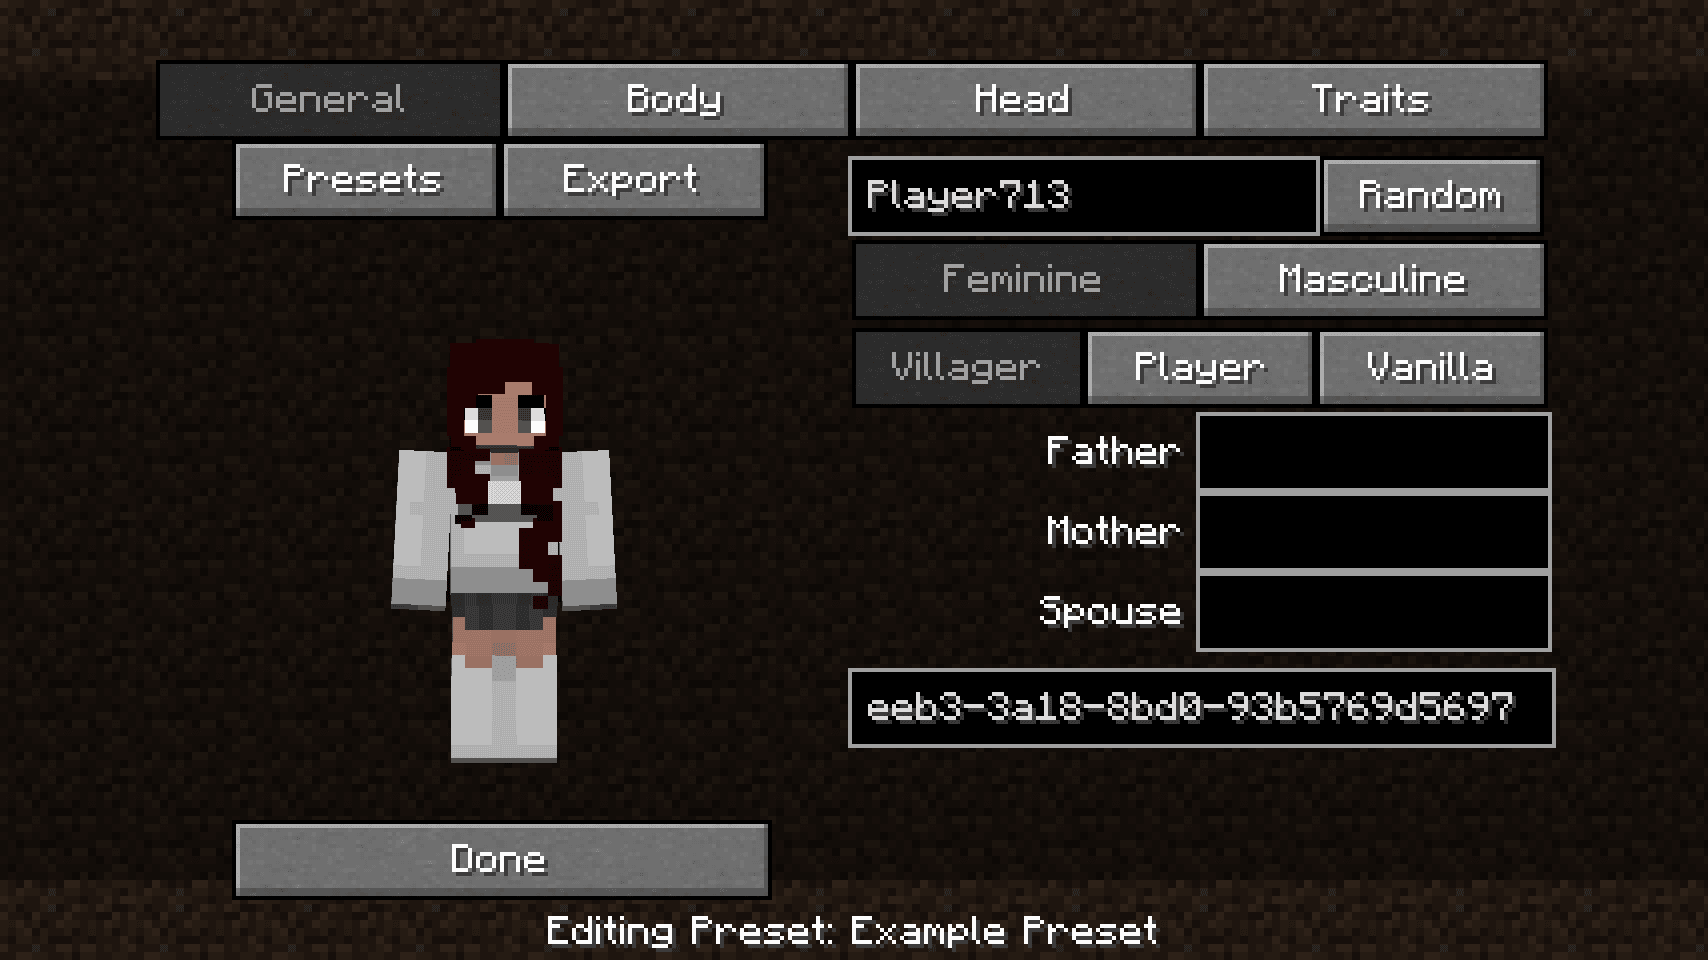 General Body Head Traits
Presets Export
Player713 Random
Feminine Masculine
Villager Player Vanilla
Father
Mother
Spouse
eeb3-3a18-8bd0-93b5769d5697
Done
Editing Preset: Example Preset